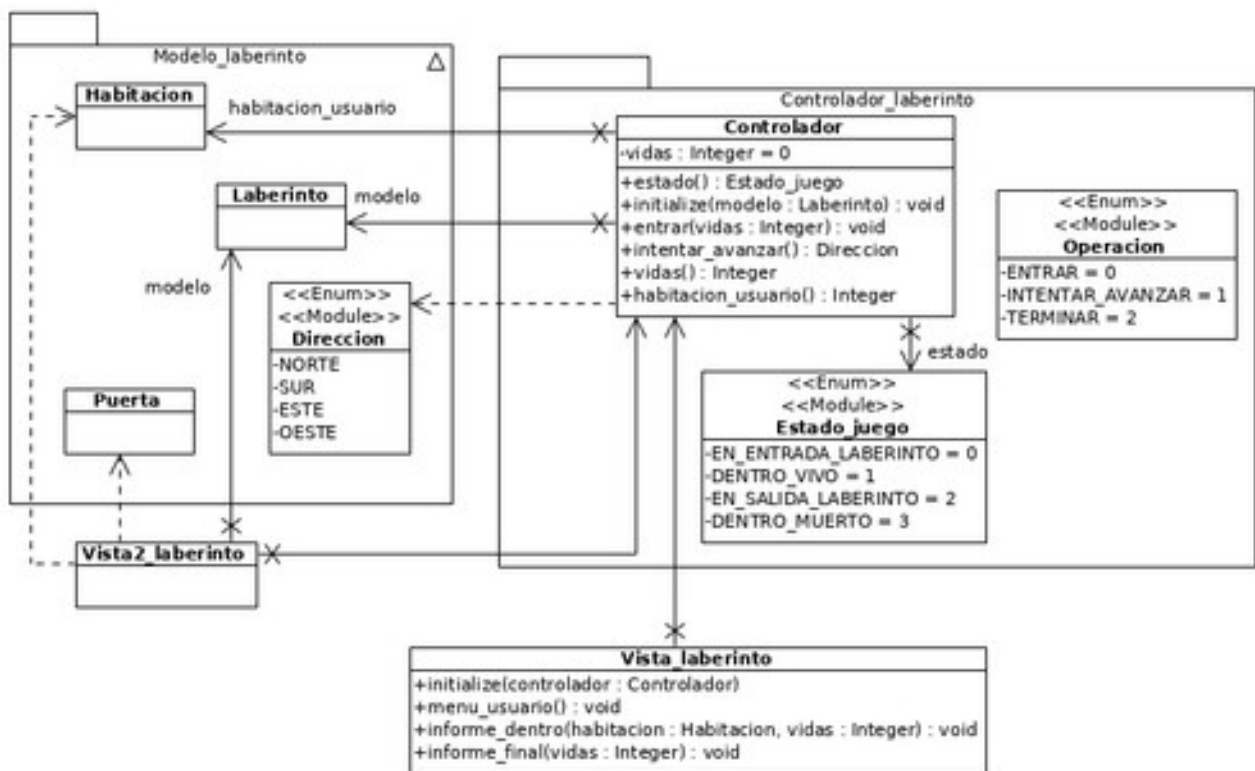 Modelo_laberinto
Habitacion
habitacion_usuario
Laberinto
modelo
modelo
<<Enum>>
<<Module>>
Direccion
-NORTE
-SUR
-ESTE
-OESTE
Puerta
Vista2_laberinto
Controlador_laberinto
Controlador
-vidas : Integer = 0
+estado() : Estado_juego
+initialize(modelo : Laberinto) : void
+entrar(vidas : Integer) : void
+intentar_avanzar() : Direccion
+vidas() : Integer
+habitacion_usuario() : Integer
<<Enum>>
<<Module>>
Operacion
-ENTRAR = 0
-INTENTAR_AVANZAR = 1
-TERMINAR = 2
estado
<<Enum>>
<<Module>>
Estado_juego
-EN_ENTRADA_LABERINTO = 0
-DENTRO_VIVO = 1
-EN_SALIDA_LABERINTO = 2
-DENTRO_MUERTO = 3
Vista_laberinto
+initialize(controlador : Controlador)
+menu_usuario() : void
+informe_dentro(habitacion : Habitacion, vidas : Integer) : void
+informe_final(vidas : Integer) : void